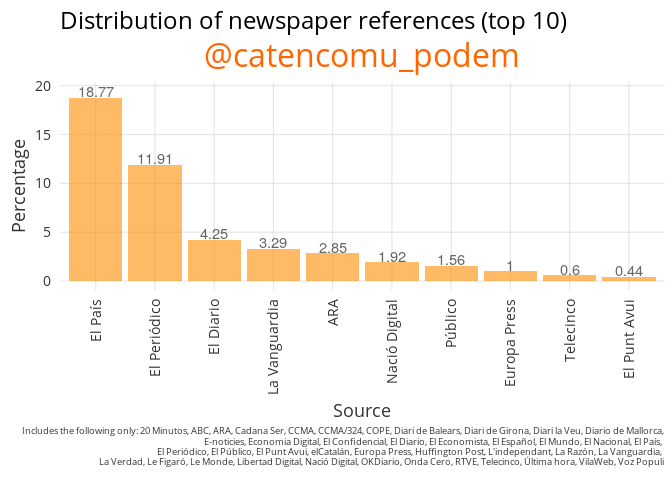 Distribution of newspaper references (top 10)
@catencomu_podem
Percentage
20
15
10
5
0
18.77
11.91
4.25
3.29
2.85
1.92
1.56
1
0.6
0.44
El País
El Periódico
El Diario
La Vanguardia
ARA
Nació Digital
Público
Europa Press
Telecinco
El Punt Avui
Source
Includes the following only: 20 Minutos, ABC, ARA, Cadana Ser, CCMA, CCMA/324, COPE, Diari de Balears, Diari de Girona, Diari la Veu, Diario de Mallorca,
E-noticies, Economia Digital, El Confidencial, El Diario, El Economista, El Español, El Mundo, El Nacional, El País,
El Periódico, El Público, El Punt Avui, elCatalán, Europa Press, Huffington Post, L'independant, La Razón, La Vanguardia,
La Verdad, Le Figaró, Le Monde, Libertad Digital, Nació Digital, OKDiario, Onda Cero, RTVE, Telecinco, Última hora, VilaWeb, Voz Populi